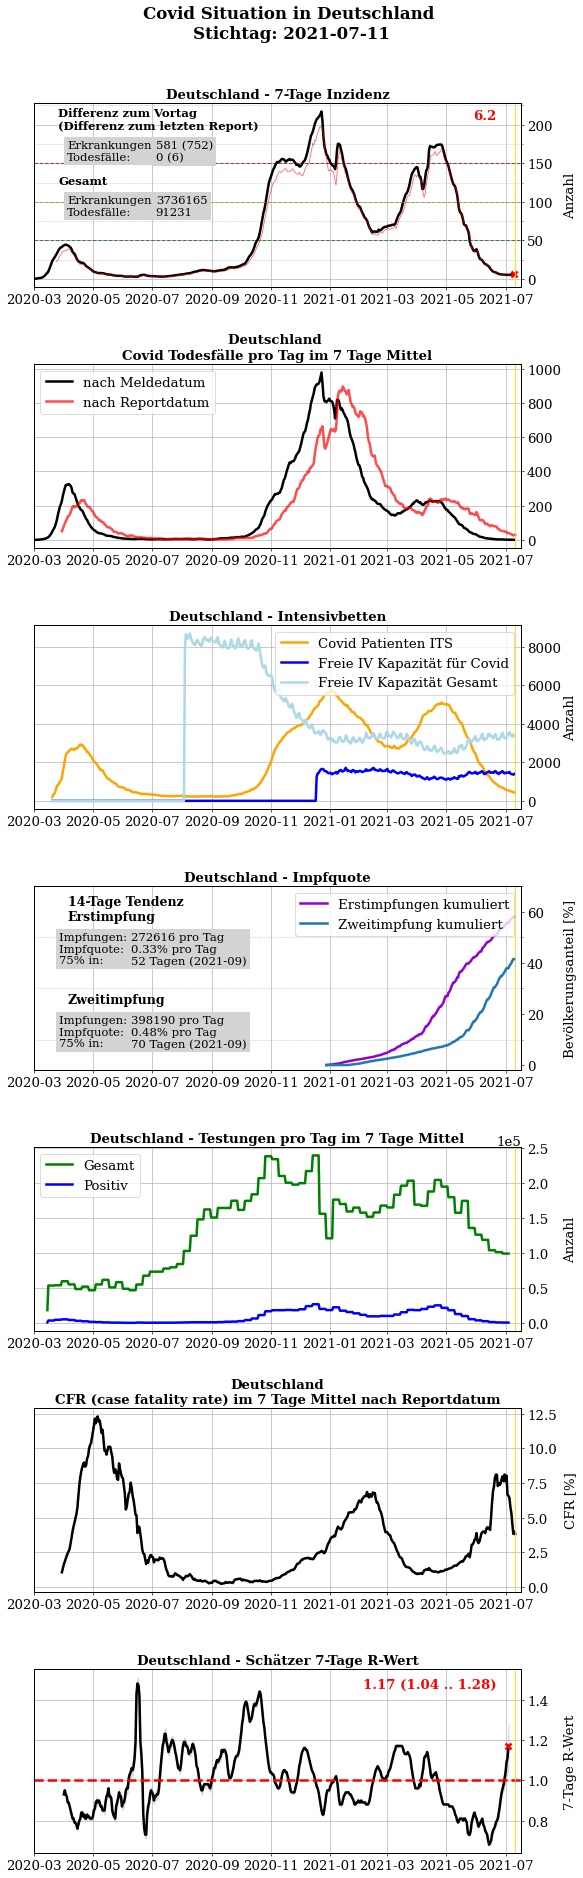 Covid Situation in Deutschland
Stichtag: 2021-07-11
Deutschland - 7-Tage Inzidenz
Differenz zum Vortag
(Differenz zum letzten Report)
Erkrankungen 581 (752)
Todesfälle: 0 (6)
Gesamt
Erkrankungen 3736165
Todesfälle: 91231
6.2
200
150
100
50
0
Anzahl
2020-03 2020-05 2020-07 2020-09 2020-11 2021-01 2021-03 2021-05 2021-07
Deutschland
Covid Todesfälle pro Tag im 7 Tage Mittel
nach Meldedatum
nach Reportdatum
1000
800
600
400
200
0
2020-03 2020-05 2020-07 2020-09 2020-11 2021-01 2021-03 2021-05 2021-07
Deutschland - Intensivbetten
Covid Patienten ITS
Freie IV Kapazität für Covid
Freie IV Kapazität Gesamt
8000
6000
4000
2000
0
Anzahl
2020-03 2020-05 2020-07 2020-09 2020-11 2021-01 2021-03 2021-05 2021-07
Deutschland - Impfquote
14-Tage Tendenz
Erstimpfung
Impfungen: 272616 pro Tag
Impfquote: 0.33% pro Tag
75% in: 52 Tagen (2021-09)
Zweitimpfung
Impfungen: 398190 pro Tag
Impfquote: 0.48% pro Tag
75% in: 70 Tagen (2021-09)
Erstimpfungen kumuliert
Zweitimpfung kumuliert
60
40
20
0
Bevölkerungsanteil [%]
2020-03 2020-05 2020-07 2020-09 2020-11 2021-01 2021-03 2021-05 2021-07
Deutschland - Testungen pro Tag im 7 Tage Mittel
1e5
Gesamt
Positiv
2.5
2.0
1.5
1.0
0.5
0.0
Anzahl
2020-03 2020-05 2020-07 2020-09 2020-11 2021-01 2021-03 2021-05 2021-07
Deutschland
CFR (case fatality rate) im 7 Tage Mittel nach Reportdatum
12.5
10.0
7.5
5.0
2.5
0.0
CFR [%]
2020-03 2020-05 2020-07 2020-09 2020-11 2021-01 2021-03 2021-05 2021-07
Deutschland - Schätzer 7-Tage R-Wert
1.17 (1.04 .. 1.28)
1.4
1.2
1.0
0.8
7-Tage R-Wert
2020-03 2020-05 2020-07 2020-09 2020-11 2021-01 2021-03 2021-05 2021-07